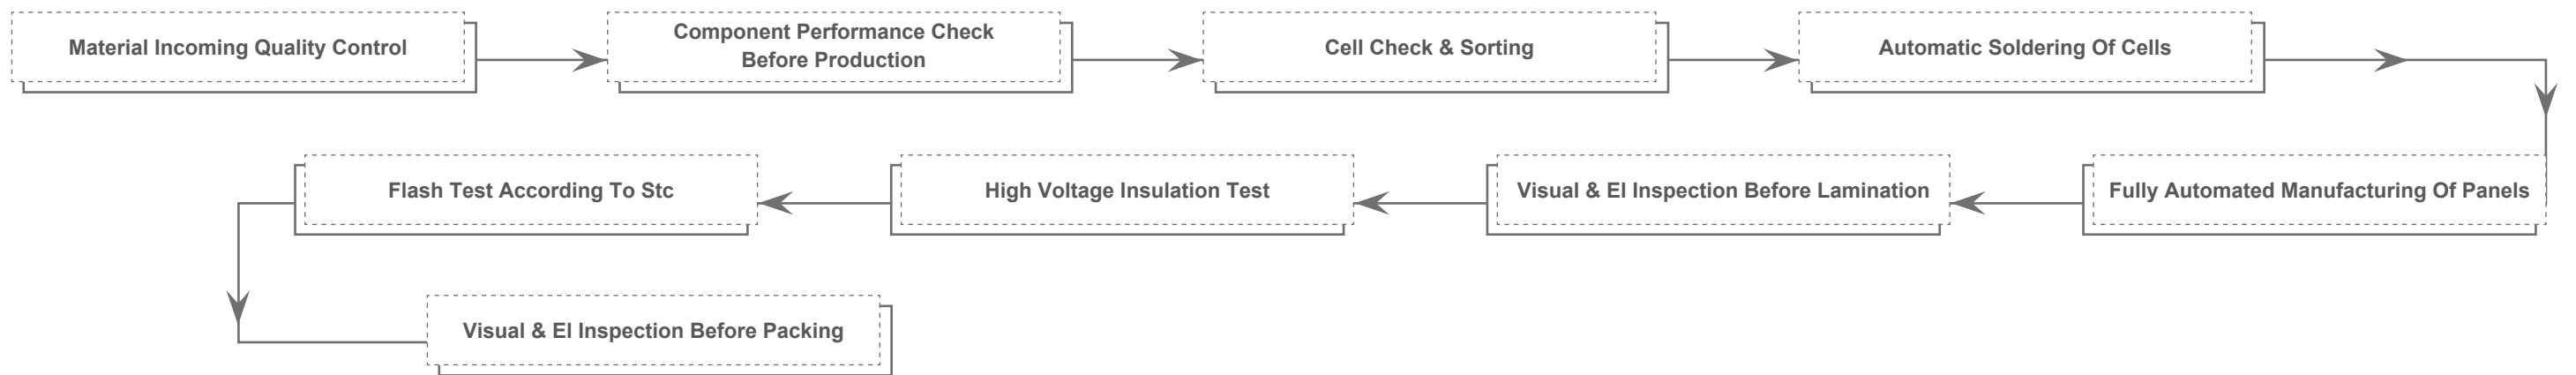 Material Incoming Quality Control
Component Performance Check
Before Production
Cell Check & Sorting
Automatic Soldering Of Cells
Fully Automated Manufacturing Of Panels
Visual & El Inspection Before Lamination
High Voltage Insulation Test
Flash Test According To Stc
Visual & El Inspection Before Packing